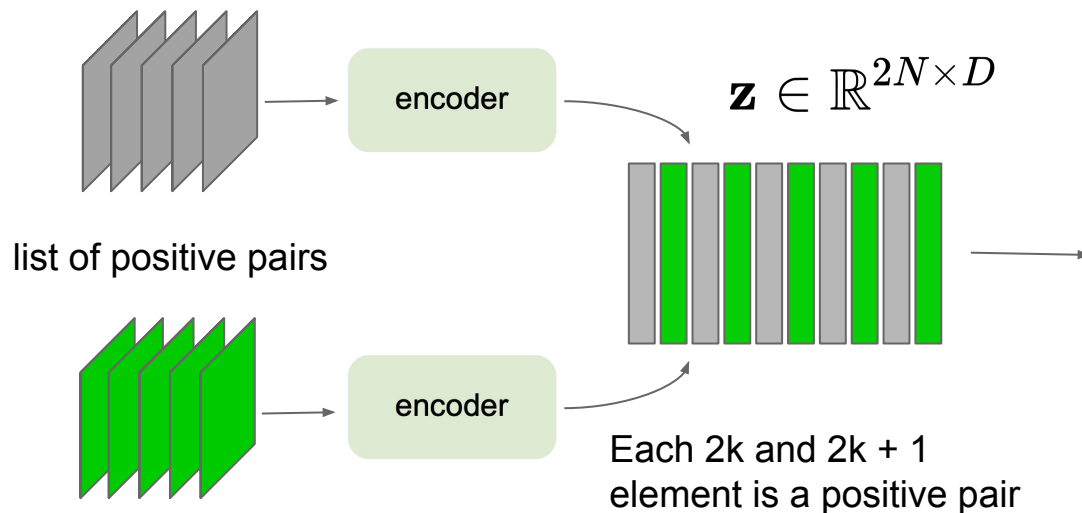 encoder
z ∈ ℝ^{2N×D}
list of positive pairs
encoder
Each 2k and 2k + 1
element is a positive pair